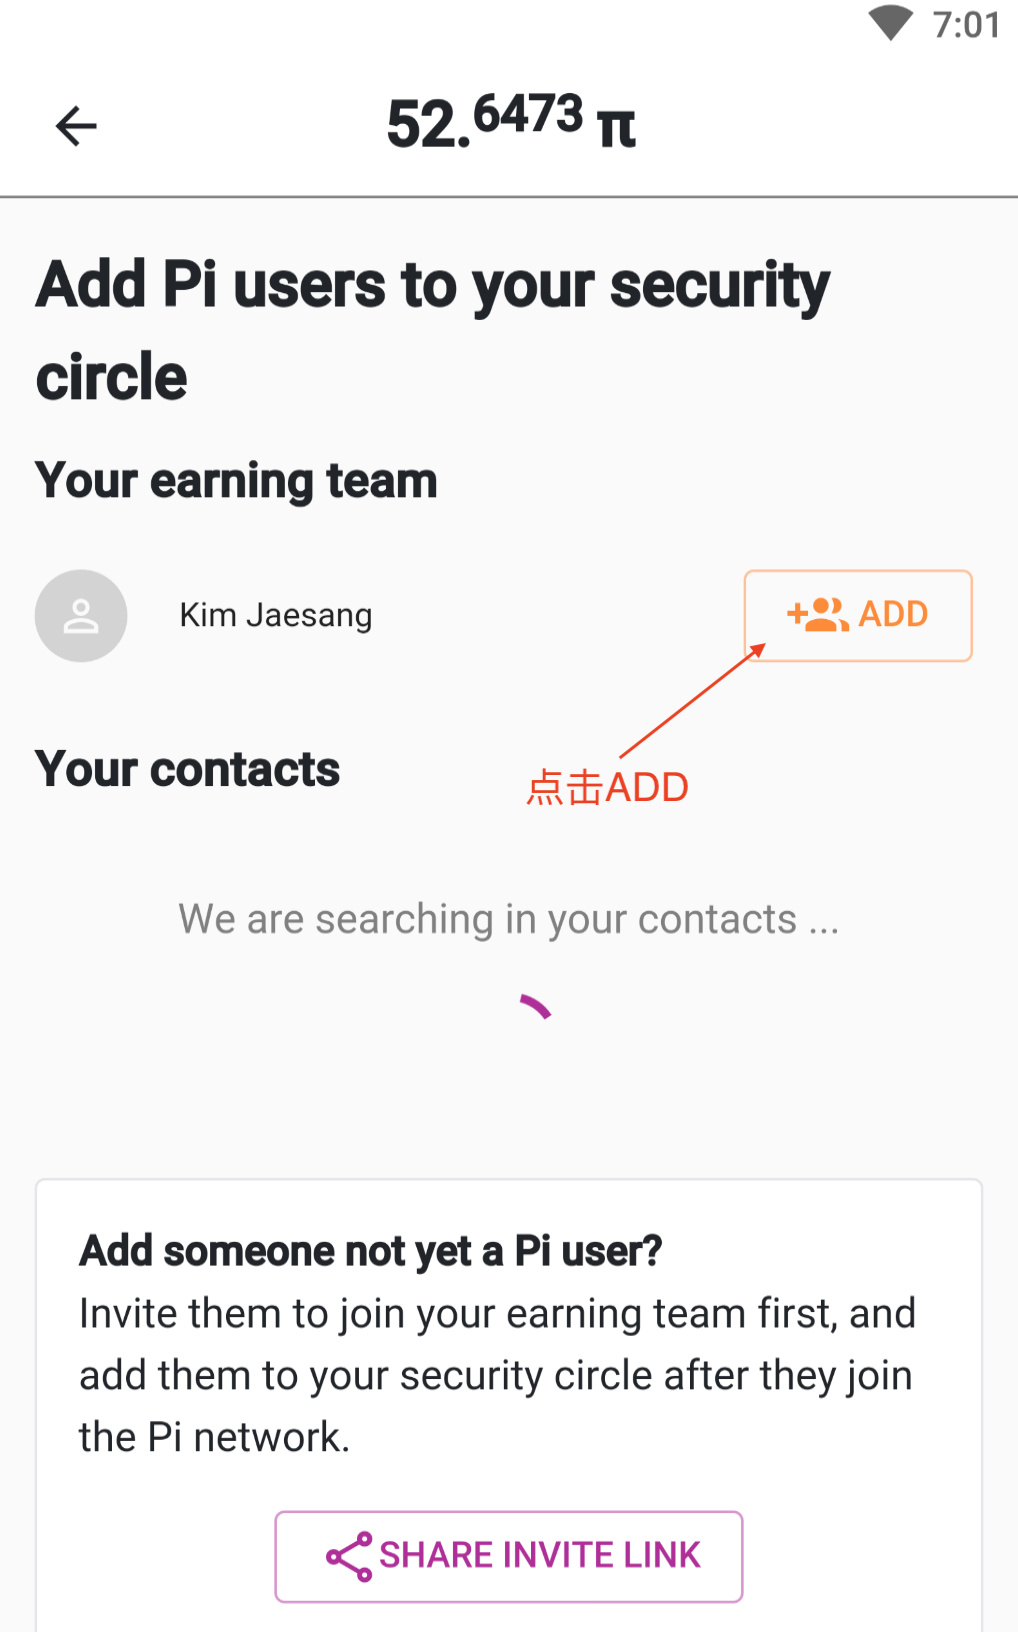 7:01
52.6473 π
Add Pi users to your security
circle
Your earning team
Kim Jaesang
ADD
点击ADD
Your contacts
We are searching in your contacts ...
Add someone not yet a Pi user?
Invite them to join your earning team first, and
add them to your security circle after they join
the Pi network.
SHARE INVITE LINK